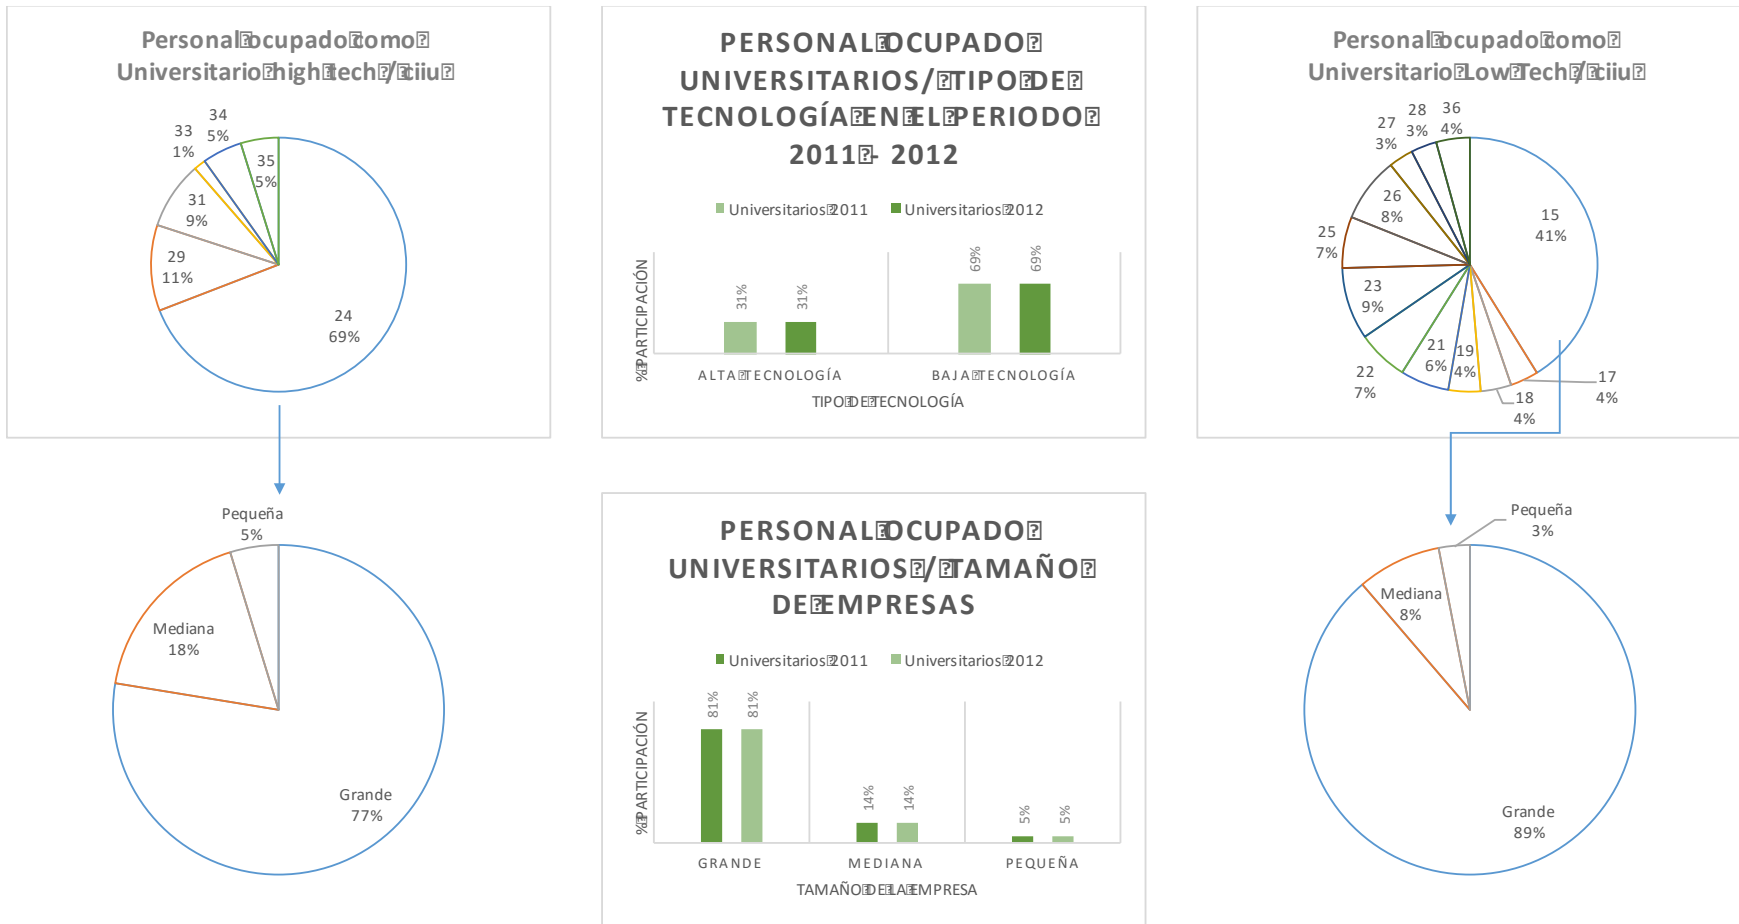 Personal ocupado como
Universitario high tech / ciiu
34
5%
33
1%
35
5%
31
9%
29
11%
24
69%
Pequeña
5%
Mediana
18%
Grande
77%
PERSONAL OCUPADO
UNIVERSITARIOS/ TIPO DE
TECNOLOGÍA EN EL PERIODO
2011 - 2012
Universitarios 2011
Universitarios 2012
% PARTICIPACIÓN
31%
31%
69%
69%
ALTA TECNOLOGÍA
BAJA TECNOLOGÍA
TIPO DE TECNOLOGÍA
PERSONAL OCUPADO
UNIVERSITARIOS / TAMAÑO
DE EMPRESAS
Universitarios 2011
Universitarios 2012
% PARTICIPACIÓN
81%
81%
14%
14%
5%
5%
GRANDE
MEDIANA
PEQUEÑA
TAMAÑO DE LA EMPRESA
Personal ocupado como
Universitario Low Tech / ciiu
36
4%
28
3%
27
3%
26
8%
25
7%
23
9%
22
7%
21
6%
19
4%
18
4%
17
4%
15
41%
Pequeña
3%
Mediana
8%
Grande
89%